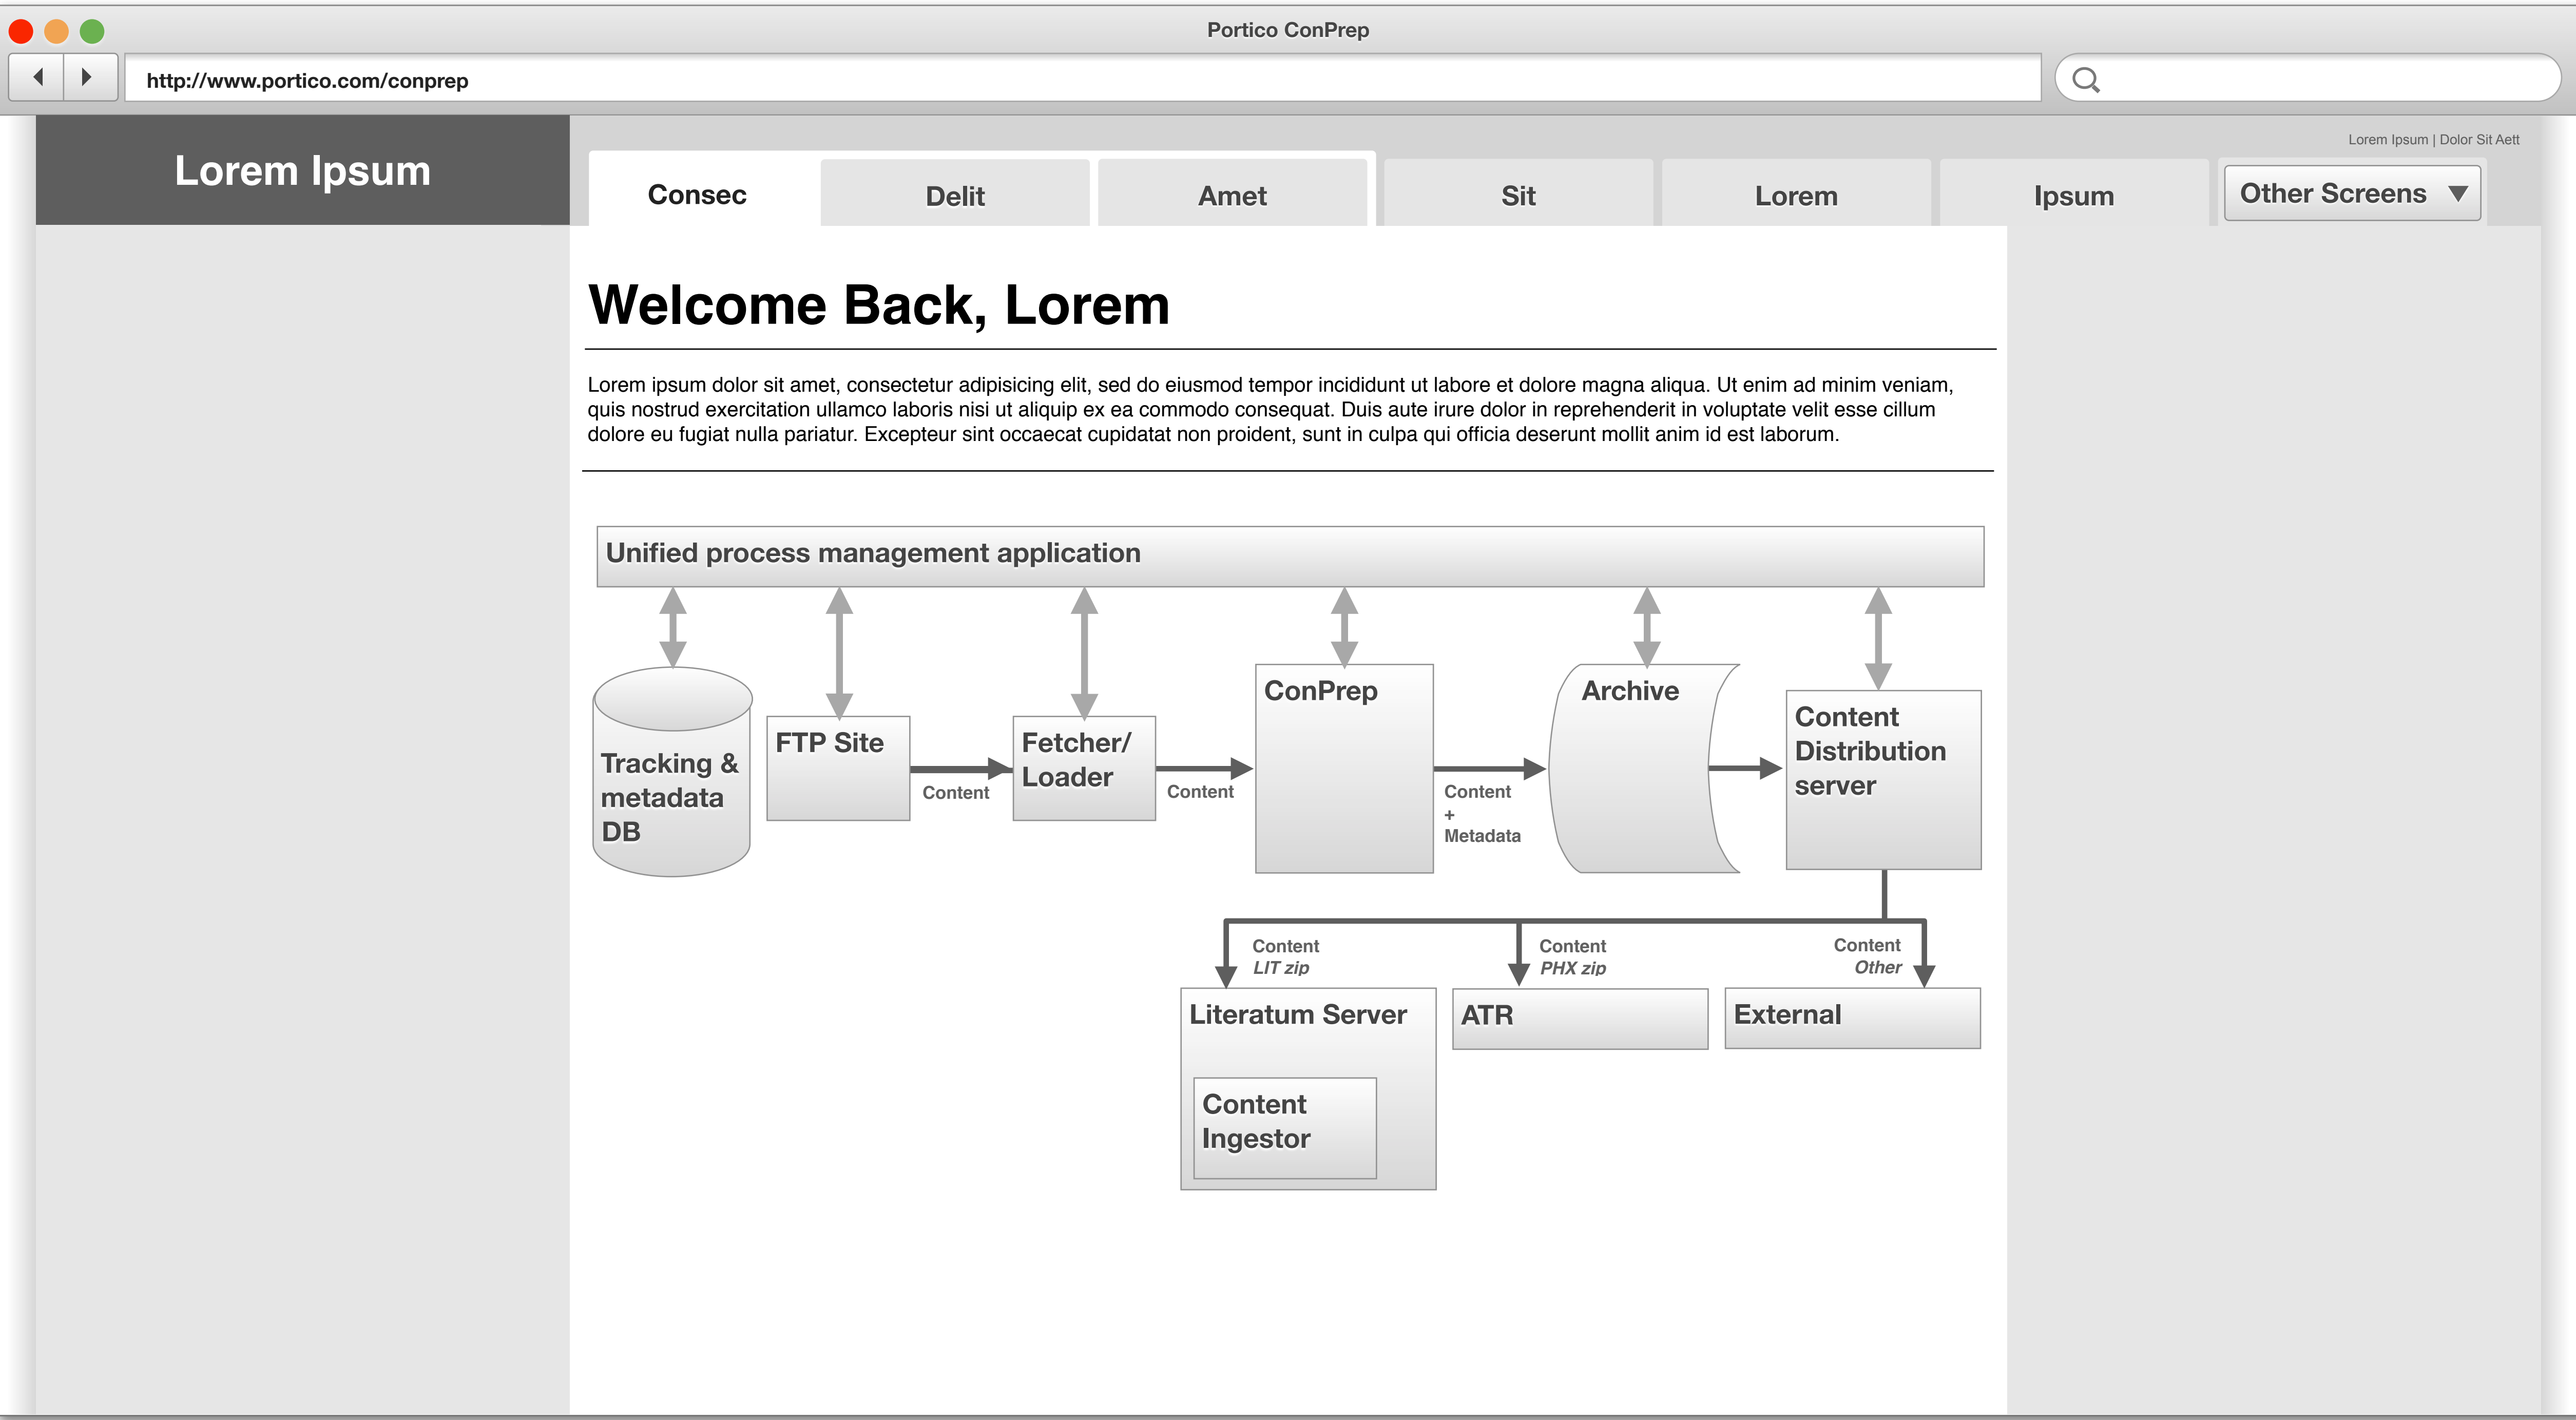 Portico ConPrep
http://www.portico.com/conprep
Lorem Ipsum | Dolor Sit Aett
Lorem Ipsum
Consec
Delit
Amet
Sit
Lorem
Ipsum
Other Screens
Welcome Back, Lorem
Lorem ipsum dolor sit amet, consectetur adipisicing elit, sed do eiusmod tempor incididunt ut labore et dolore magna aliqua. Ut enim ad minim veniam,
quis nostrud exercitation ullamco laboris nisi ut aliquip ex ea commodo consequat. Duis aute irure dolor in reprehenderit in voluptate velit esse cillum
dolore eu fugiat nulla pariatur. Excepteur sint occaecat cupidatat non proident, sunt in culpa qui officia deserunt mollit anim id est laborum.
Unified process management application
Tracking &
metadata
DB
FTP Site
Content
Fetcher/
Loader
Content
ConPrep
Content
+
Metadata
Archive
Content
Distribution
server
Content
LIT zip
Content
PHX zip
Content
Other
Literatum Server
Content
Ingestor
ATR
External